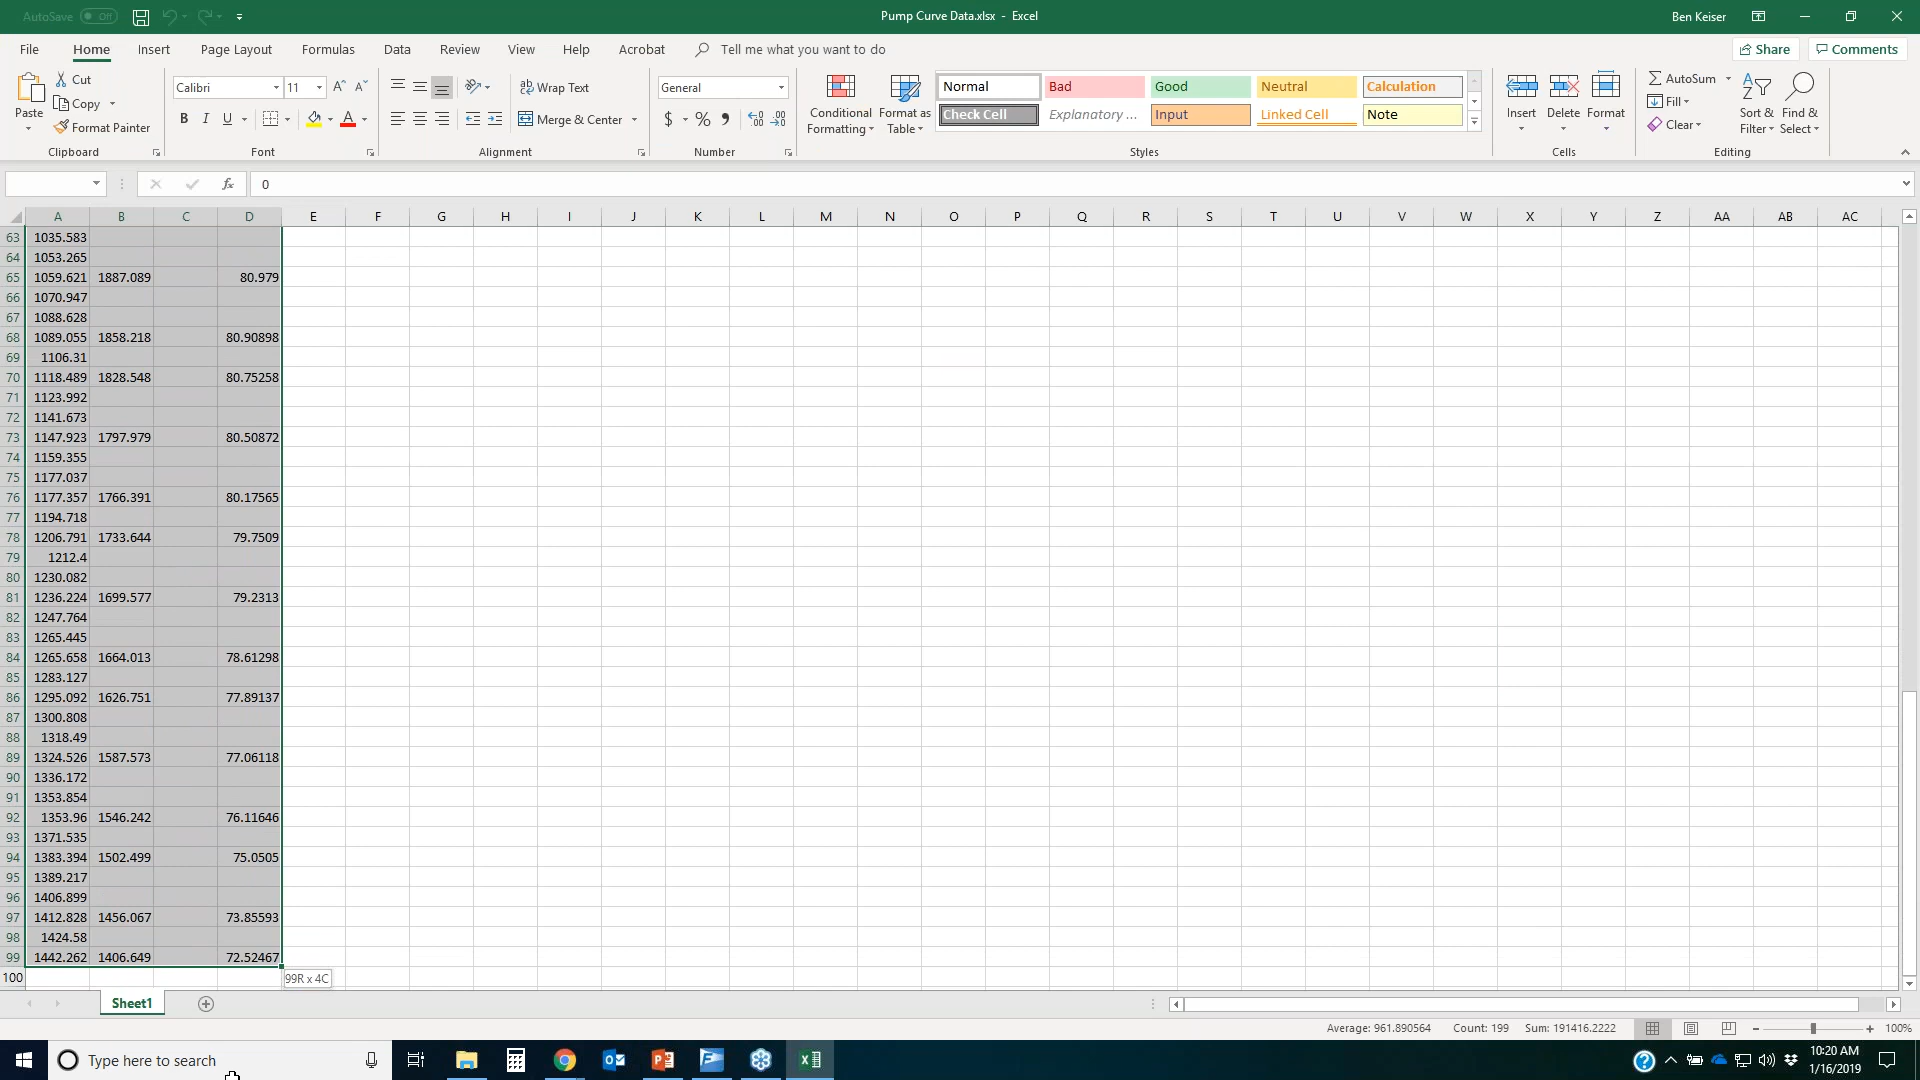 AutoSave Off Pump Curve Data.xlsx - Excel Ben Keiser
File Home Insert Page Layout Formulas Data Review View Help Acrobat Tell me what you want to do Share Comments
Paste
Cut
Copy
Format Painter
Clipboard
Calibri 11
B I U
Font
Wrap Text
Merge & Center
Alignment
General
$ % ,
Number
Conditional
Formatting
Format as
Table
Normal Bad Good Neutral Calculation
Check Cell Explanatory ... Input Linked Cell Note
Styles
Insert Delete Format
Cells
AutoSum
Fill
Clear
Sort &
Filter
Find &
Select
Editing
fx 0
A B C D E F G H I J K L M N O P Q R S T U V W X Y Z AA AB AC
63 1035.583
64 1053.265
65 1059.621 1887.089 80.979
66 1070.947
67 1088.628
68 1089.055 1858.218 80.90898
69 1106.31
70 1118.489 1828.548 80.75258
71 1123.992
72 1141.673
73 1147.923 1797.979 80.50872
74 1159.355
75 1177.037
76 1177.357 1766.391 80.17565
77 1194.718
78 1206.791 1733.644 79.7509
79 1212.4
80 1230.082
81 1236.224 1699.577 79.2313
82 1247.764
83 1265.445
84 1265.658 1664.013 78.61298
85 1283.127
86 1295.092 1626.751 77.89137
87 1300.808
88 1318.49
89 1324.526 1587.573 77.06118
90 1336.172
91 1353.854
92 1353.96 1546.242 76.11646
93 1371.535
94 1383.394 1502.499 75.0505
95 1389.217
96 1406.899
97 1412.828 1456.067 73.85593
98 1424.58
99 1442.262 1406.649 72.52467
100 99R x 4C
Sheet1
Average: 961.890564 Count: 199 Sum: 191416.2222 100%
Type here to search
10:20 AM
1/16/2019